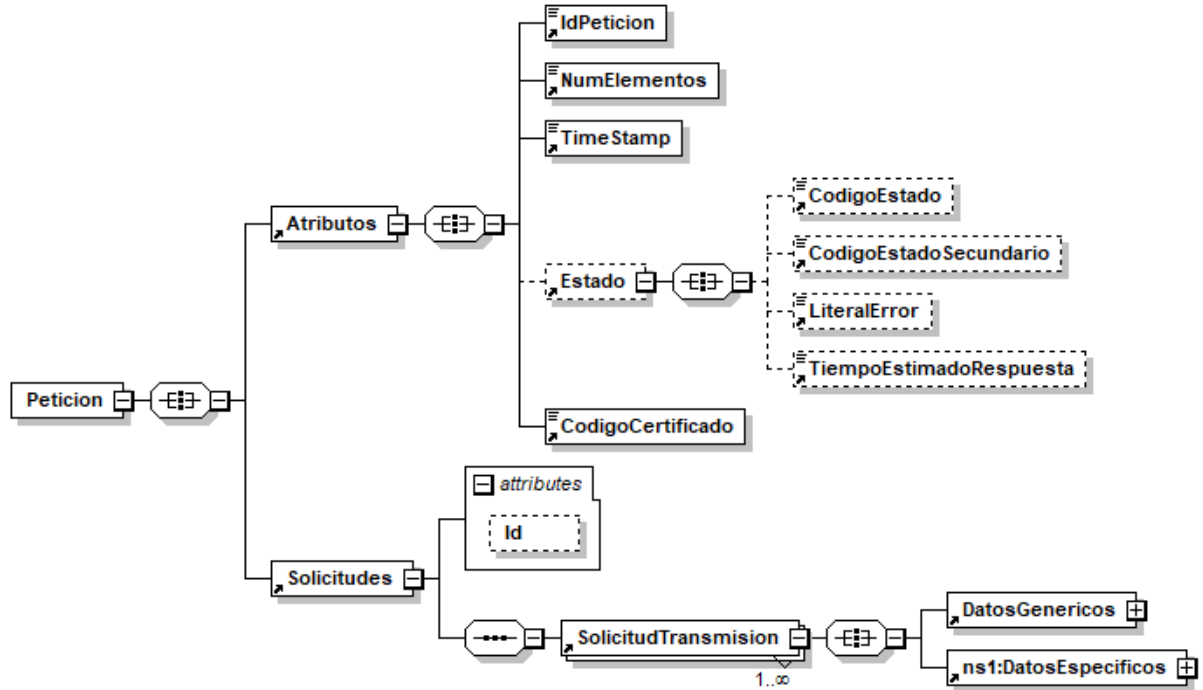 IdPeticion
NumElementos
TimeStamp
CodigoEstado
Atributos
CodigoEstadoSecundario
Estado
LiteralError
TiempoEstimadoRespuesta
Peticion
CodigoCertificado
attributes
Id
Solicitudes
DatosGenericos
SolicitudTransmision
ns1:DatosEspecificos
1..∞